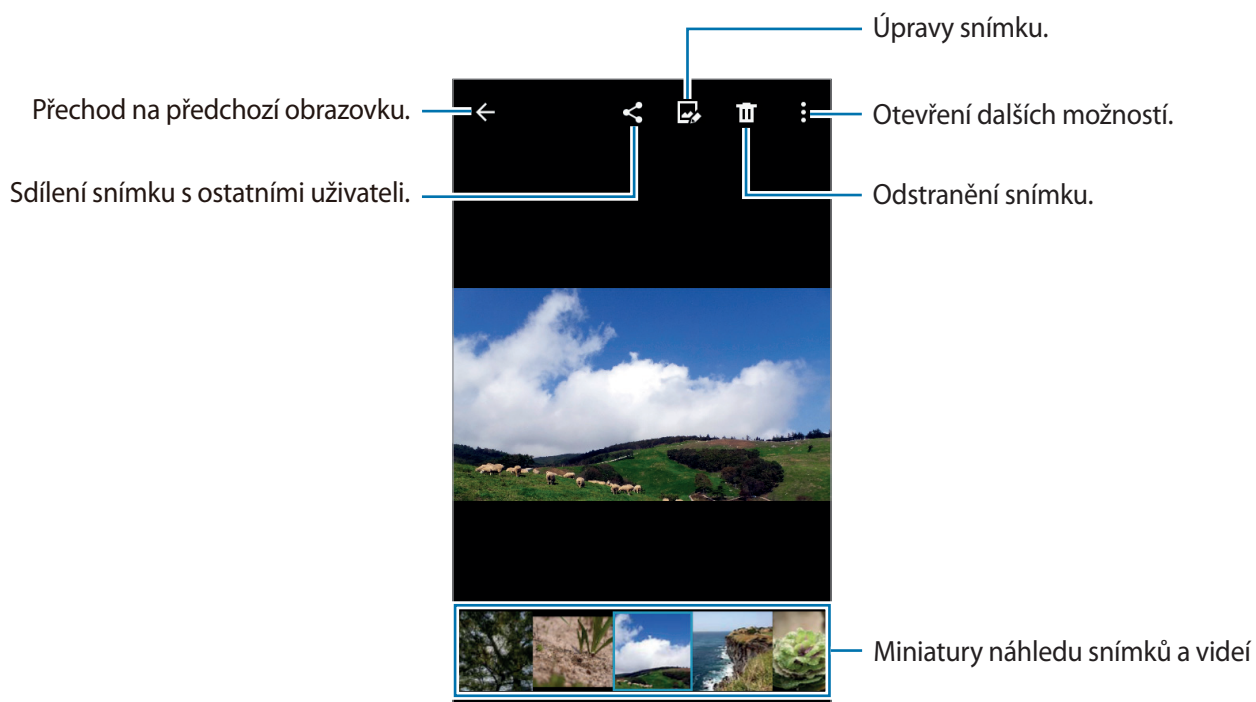 Úpravy snímku.
Přechod na předchozí obrazovku.
Otevření dalších možností.
Sdílení snímku s ostatními uživateli.
Odstranění snímku.
Miniatury náhledu snímků a videí